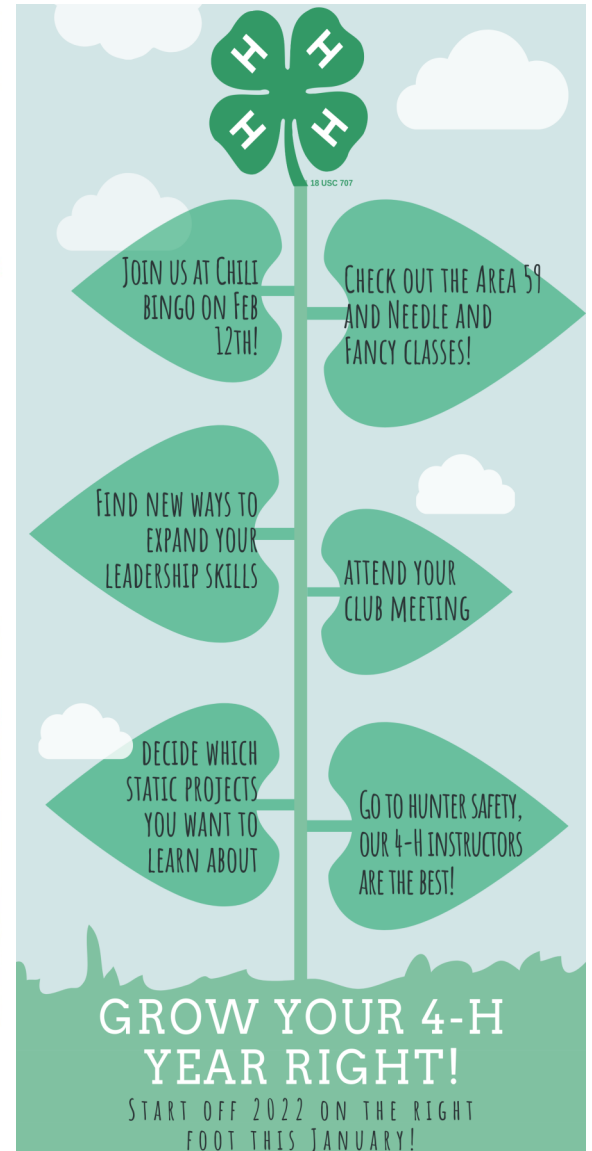 H H
H H
18 USC 707
Join us at Chili
bingo on Feb
12th!
Check out the Area 59
and Needle and
Fancy classes!
Find new ways to
expand your
leadership skills
attend your
club meeting
decide which
static projects
you want to
learn about
Go to hunter safety,
our 4-H instructors
are the best!
GROW YOUR 4-H
YEAR RIGHT!
Start off 2022 on the right
foot this January!